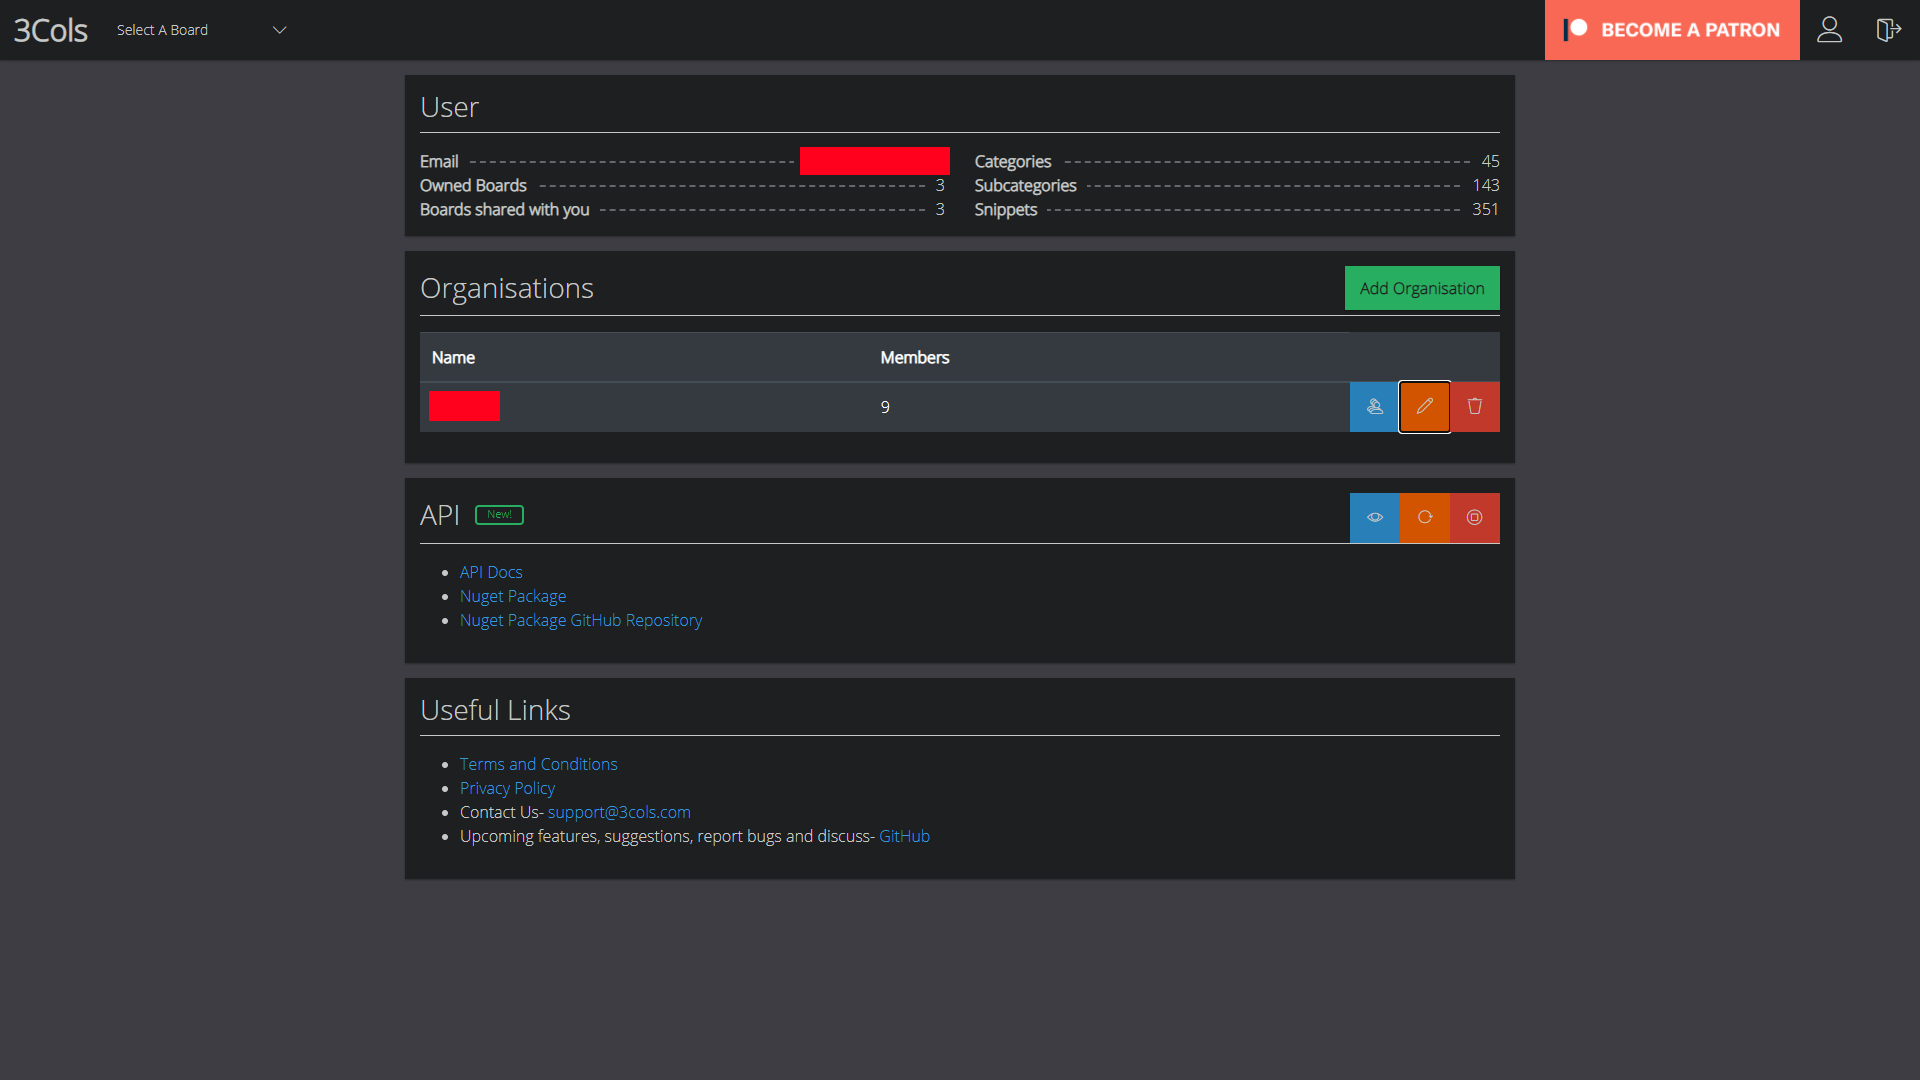 3Cols
Select A Board
BECOME A PATRON
User
Email
Owned Boards 3
Boards shared with you 3
Categories 45
Subcategories 143
Snippets 351
Organisations
Add Organisation
Name Members
9
API New!
API Docs
Nuget Package
Nuget Package GitHub Repository
Useful Links
Terms and Conditions
Privacy Policy
Contact Us- support@3cols.com
Upcoming features, suggestions, report bugs and discuss- GitHub